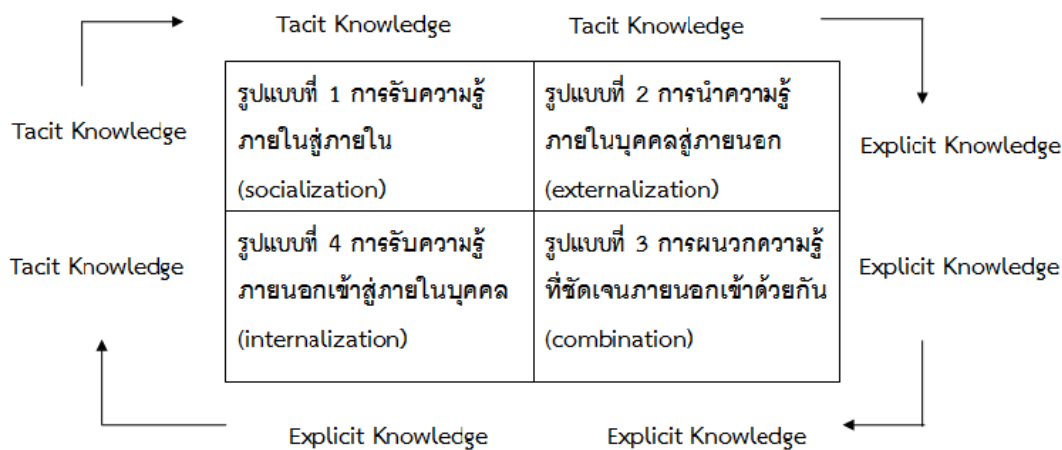 Tacit Knowledge
Tacit Knowledge
Tacit Knowledge
รูปแบบที่ 1 การรับความรู้
ภายในสู่ภายใน
(socialization)
รูปแบบที่ 2 การนำความรู้
ภายในบุคคลสู่ภายนอก
(externalization)
Explicit Knowledge
Tacit Knowledge
รูปแบบที่ 4 การรับความรู้
ภายนอกเข้าสู่ภายในบุคคล
(internalization)
รูปแบบที่ 3 การผนวกความรู้
ที่ชัดเจนภายนอกเข้าด้วยกัน
(combination)
Explicit Knowledge
Explicit Knowledge
Explicit Knowledge